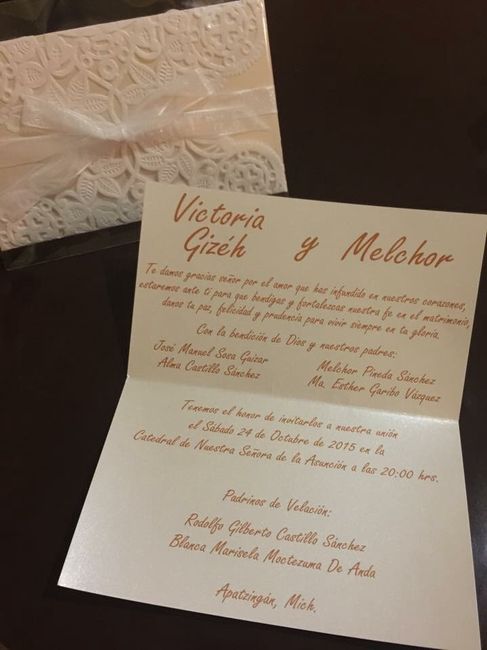 Victoria
Gizéh y Melchor
Te damos gracias señor por el amor que has infundido en nuestros corazones,
estaremos ante ti para que bendigas y fortalezcas nuestra fe en el matrimonio,
danos tu paz, felicidad y prudencia para vivir siempre en tu gloria.
Con la bendición de Dios y nuestros padres:
José Manuel Sosa Guizar
Alma Castillo Sánchez
Melchor Pineda Sánchez
Ma. Esther Garibo Vázquez
Tenemos el honor de invitarlos a nuestra unión
el Sábado 24 de Octubre de 2015 en la
Catedral de Nuestra Señora de la Asunción a las 20:00 hrs.
Padrinos de Velación:
Rodolfo Gilberto Castillo Sánchez
Blanca Marisela Moctezuma De Anda
Apatzingán, Mich.